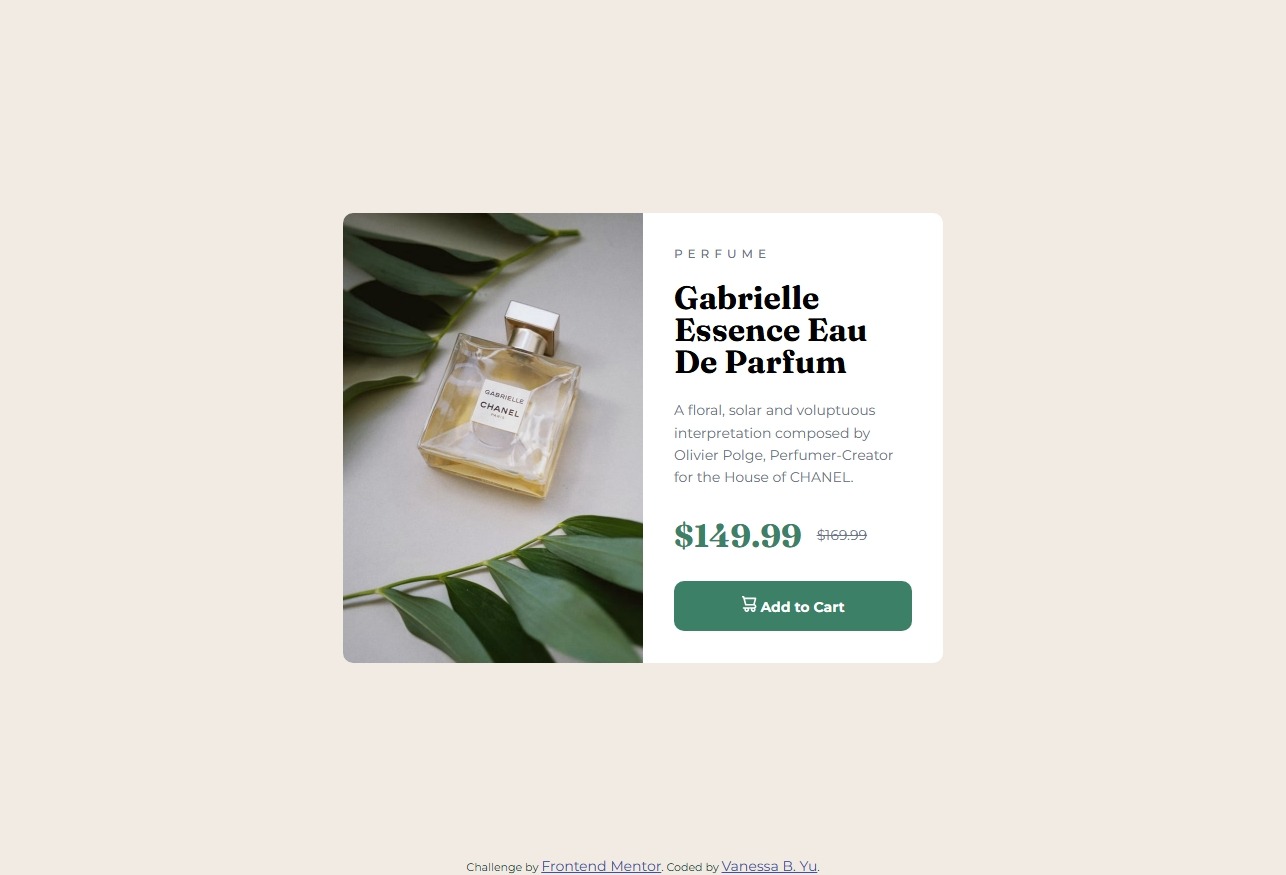 PERFUME
Gabrielle
Essence Eau
De Parfum
GABRIELLE
CHANEL
PARIS
A floral, solar and voluptuous
interpretation composed by
Olivier Polge, Perfumer-Creator
for the House of CHANEL.
$149.99 $169.99
Add to Cart
Challenge by Frontend Mentor. Coded by Vanessa B. Yu.